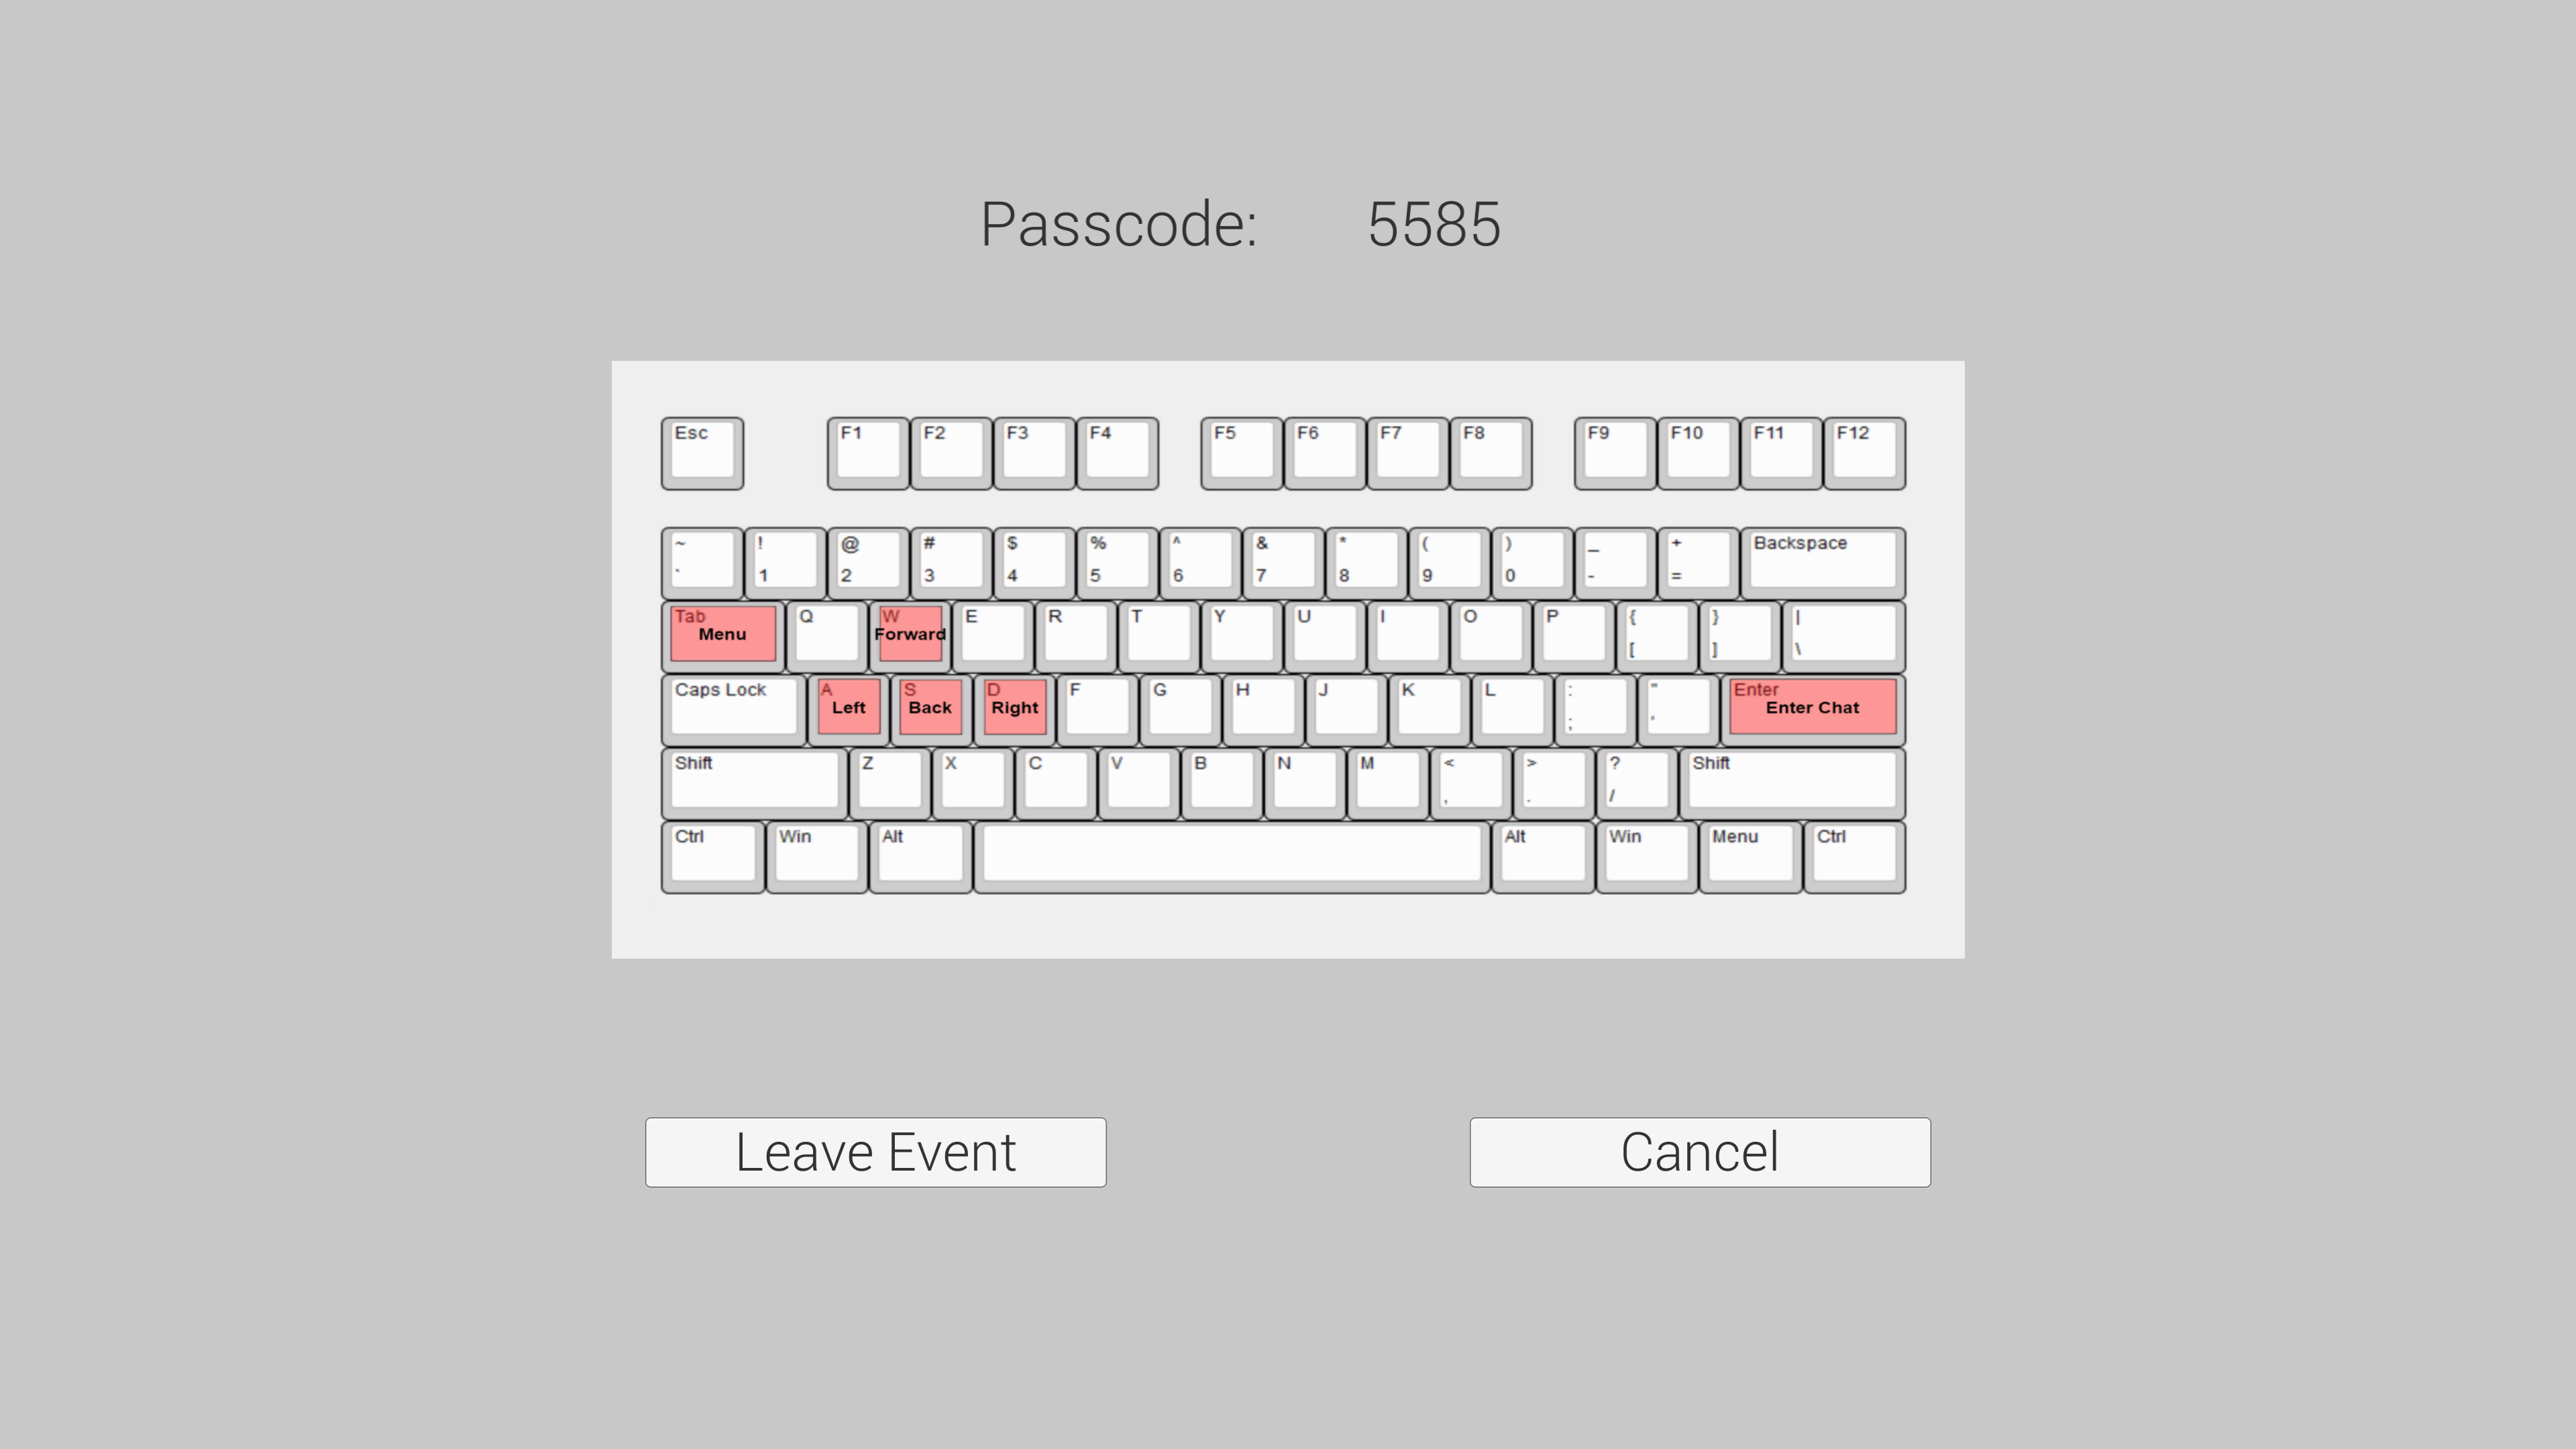 Passcode: 5585
Esc F1 F2 F3 F4 F5 F6 F7 F8 F9 F10 F11 F12
~ ! @ # $ % ^ & * ( ) _ + Backspace
` 1 2 3 4 5 6 7 8 9 0 - =
Tab Q W E R T Y U I O P { } |
Menu Forward [ ] \
Caps Lock A S D F G H J K L : " Enter
Left Back Right ; ' Enter Chat
Shift Z X C V B N M < > ? Shift
, . /
Ctrl Win Alt Alt Win Menu Ctrl
Leave Event Cancel